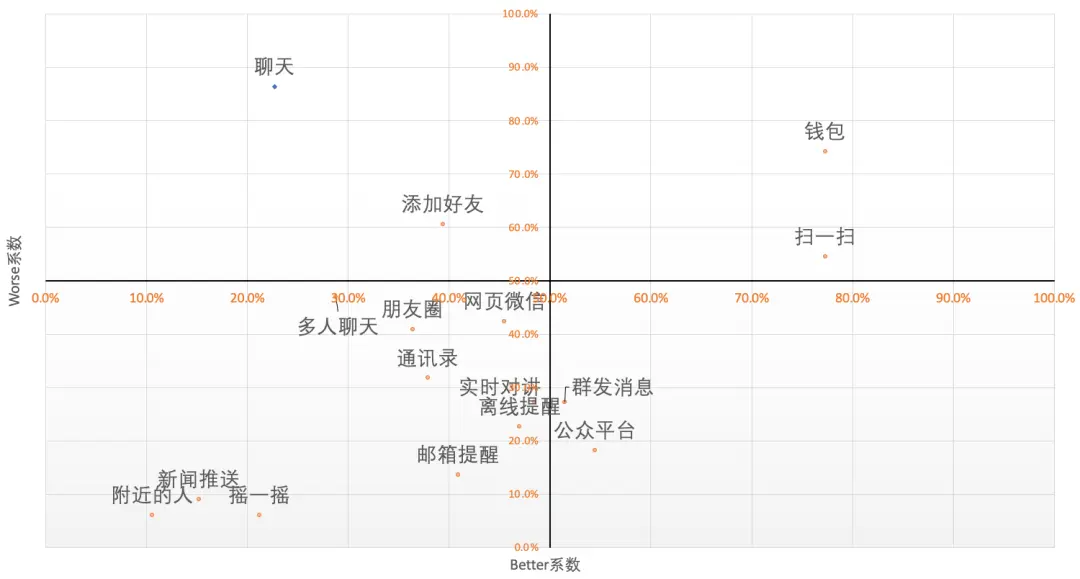 100.0%
聊天
90.0%
80.0%
钱包
70.0%
添加好友
60.0%
扫一扫
Worse系数
50.0%
0.0% 10.0% 20.0% 30.0% 40.0% 50.0% 60.0% 70.0% 80.0% 90.0% 100.0%
朋友圈 网页微信
多人聊天
40.0%
通讯录
30.0%
实时对讲 群发消息
离线提醒
公众平台
20.0%
邮箱提醒
新闻推送
附近的人 摇一摇
10.0%
0.0%
Better系数